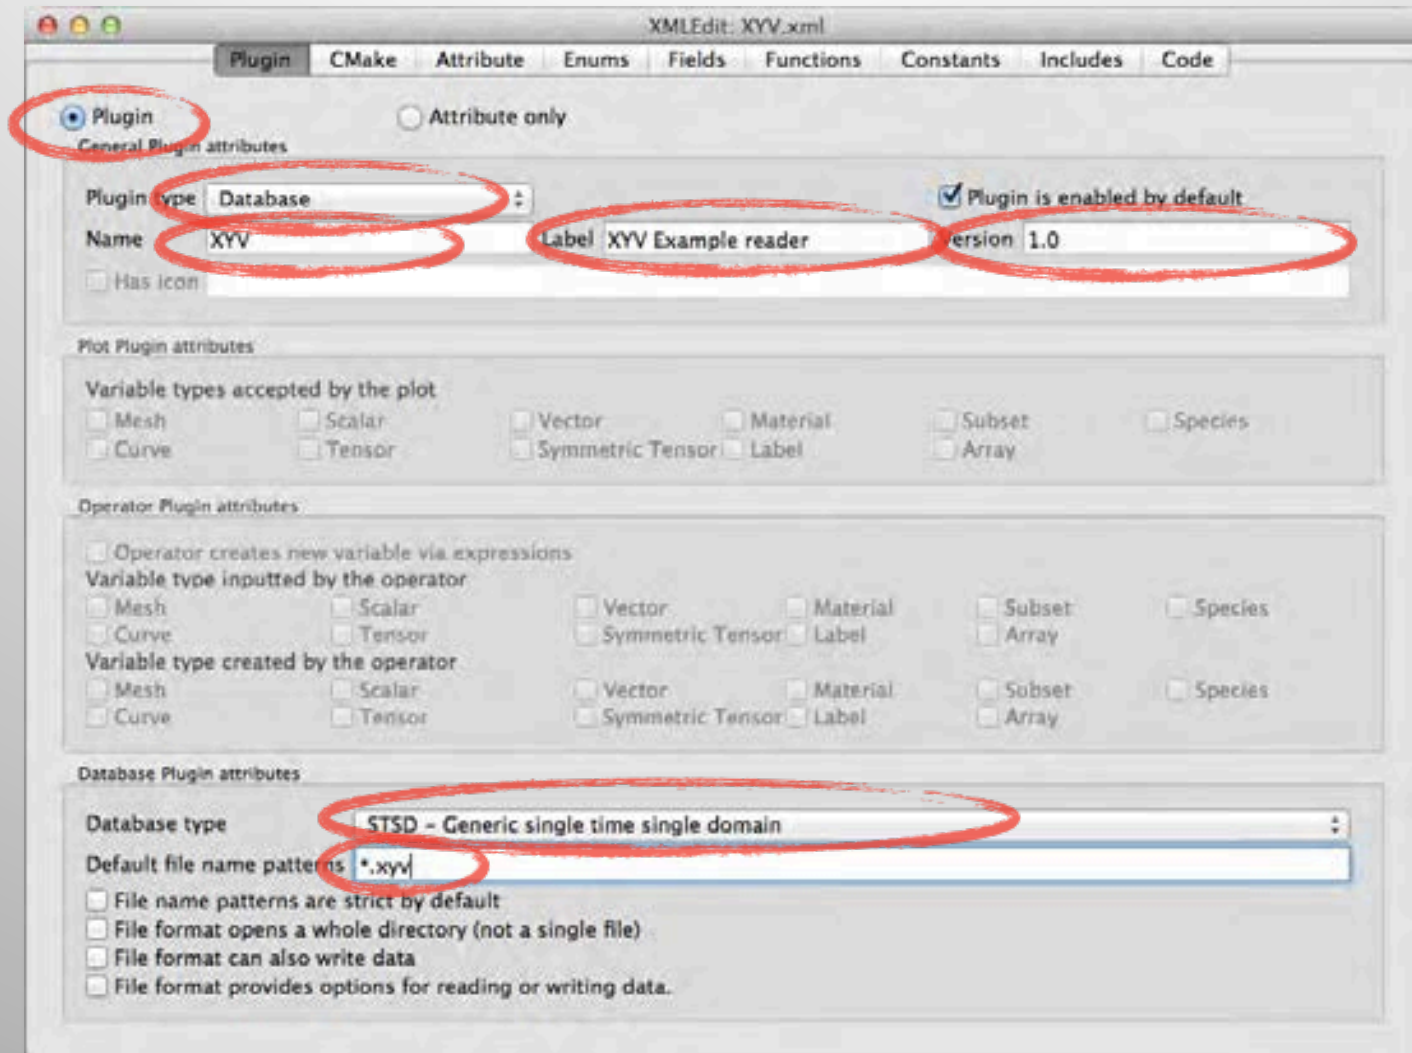 XMLEdit: XYV.xml
Plugin CMake Attribute Enums Fields Functions Constants Includes Code
Plugin Attribute only
General Plugin attributes
Plugin type Database Plugin is enabled by default
Name XYV Label XYV Example reader Version 1.0
Has icon
Plot Plugin attributes
Variable types accepted by the plot
Mesh Scalar Vector Material Subset Species
Curve Tensor Symmetric Tensor Label Array
Operator Plugin attributes
Operator creates new variable via expressions
Variable type inputted by the operator
Mesh Scalar Vector Material Subset Species
Curve Tensor Symmetric Tensor Label Array
Variable type created by the operator
Mesh Scalar Vector Material Subset Species
Curve Tensor Symmetric Tensor Label Array
Database Plugin attributes
Database type STSD - Generic single time single domain
Default file name patterns *.xyv
File name patterns are strict by default
File format opens a whole directory (not a single file)
File format can also write data
File format provides options for reading or writing data.